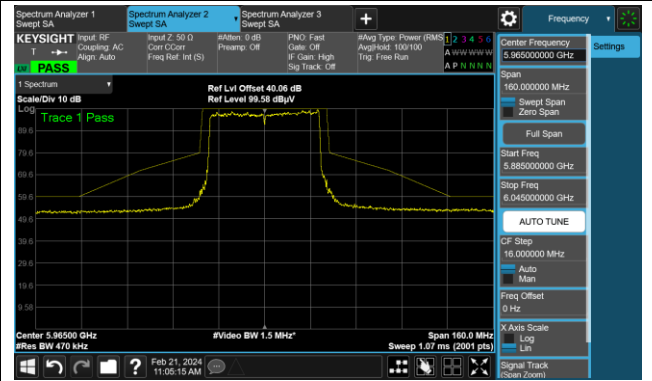 Spectrum Analyzer 1
Swept SA
Spectrum Analyzer 2
Swept SA
Spectrum Analyzer 3
Swept SA
+
Frequency
KEYSIGHT
T
LXI
PASS
Input: RF
Coupling: AC
Align: Auto
Input Z: 50 Ω
Corr CCorr
Freq Ref: Int (S)
#Atten: 0 dB
Preamp: Off
PNO: Fast
Gate: Off
IF Gain: High
Sig Track: Off
#Avg Type: Power (RMS
Avg|Hold: 100/100
Trig: Free Run
1 2 3 4 5 6
A W W W W W
A P N N N N
1 Spectrum
Scale/Div 10 dB
Ref Lvl Offset 40.06 dB
Ref Level 99.58 dBµV
Log
Trace 1 Pass
89.6
79.6
69.6
59.6
49.6
39.6
29.6
19.6
9.58
Center 5.96500 GHz
#Res BW 470 kHz
#Video BW 1.5 MHz*
Span 160.0 MHz
Sweep 1.07 ms (2001 pts)
Center Frequency
5.965000000 GHz
Settings
Span
160.000000 MHz
Swept Span
Zero Span
Full Span
Start Freq
5.885000000 GHz
Stop Freq
6.045000000 GHz
AUTO TUNE
CF Step
16.000000 MHz
Auto
Man
Freq Offset
0 Hz
X Axis Scale
Log
Lin
Signal Track
(Span Zoom)
?
Feb 21, 2024
11:05:15 AM